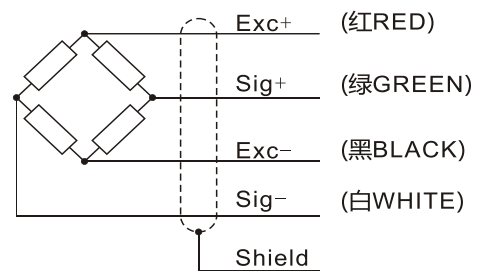 Exc+ (红RED)
Sig+ (绿GREEN)
Exc− (黑BLACK)
Sig− (白WHITE)
Shield